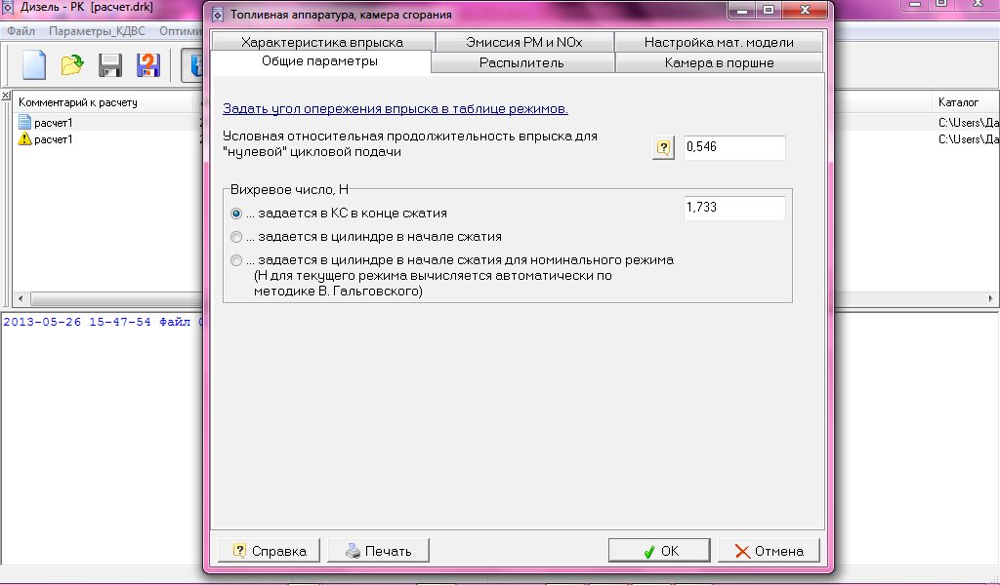 Дизель - РК [расчет.drk]
Файл Параметры_КДВС
Комментарий к расчету
расчет1
расчет1
2013-05-26 15-47-54 Файл
Топливная аппаратура, камера сгорания
Характеристика впрыска Эмиссия PM и NOx Настройка мат. модели
Общие параметры Распылитель Камера в поршне
Задать угол опережения впрыска в таблице режимов.
Условная относительная продолжительность впрыска для
"нулевой" цикловой подачи
0,546
Вихревое число, H
... задается в КС в конце сжатия
1,733
... задается в цилиндре в начале сжатия
... задается в цилиндре в начале сжатия для номинального режима
(H для текущего режима вычисляется автоматически по
методике В. Гальговского)
Справка Печать OK Отмена
Каталог
C:\Users\Да
C:\Users\Да